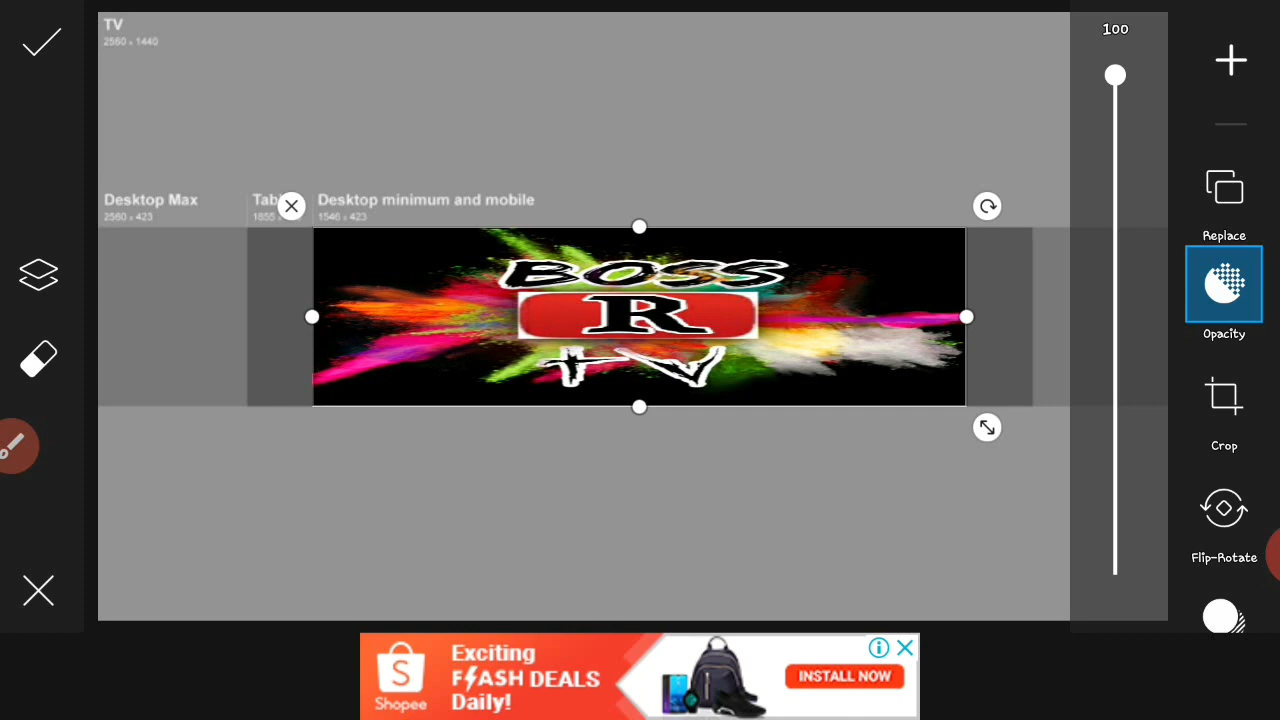 TV
2560 x 1440
100
Replace
Opacity
Crop
Flip-Rotate
Desktop Max
2560 x 423
Desktop minimum and mobile
1855
1546 x 423
BOSS
R
tv
S
Shopee
Exciting
FLASH DEALS
Daily!
INSTALL NOW